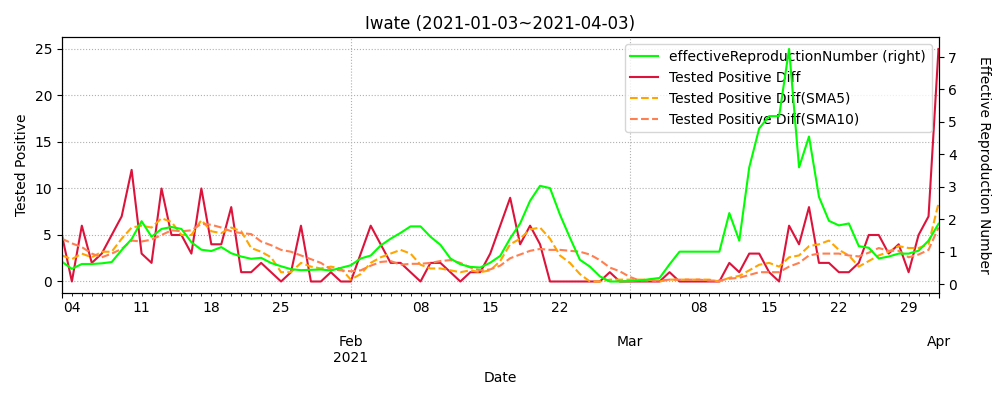 Iwate (2021-01-03~2021-04-03)
effectiveReproductionNumber (right)
Tested Positive Diff
Tested Positive Diff(SMA5)
Tested Positive Diff(SMA10)
Tested Positive
25
20
15
10
5
0
7
6
5
4
3
2
1
0
Effective Reproduction Number
04 11 18 25 08 15 22 08 15 22 29
Feb Mar Apr
2021
Date